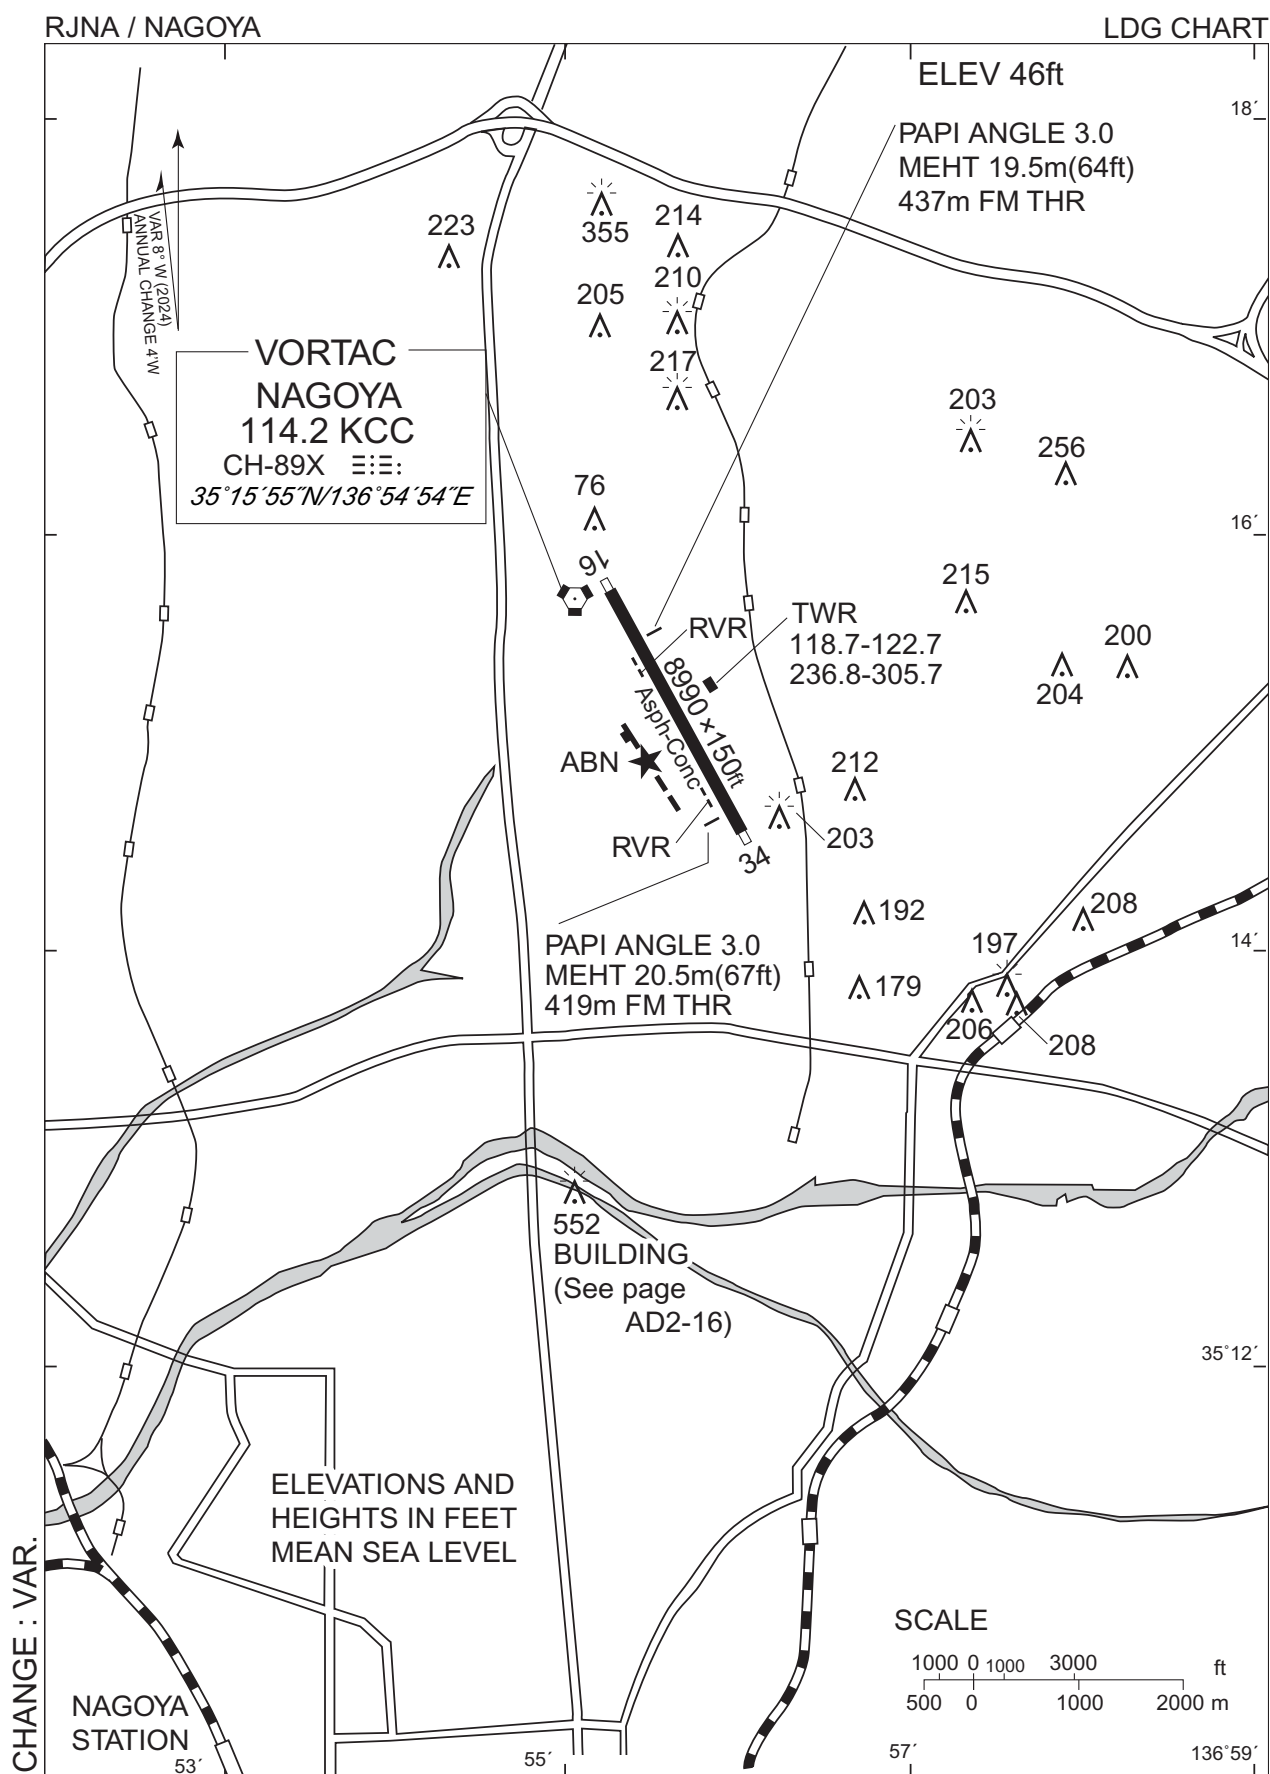 RJNA / NAGOYA
LDG CHART
ELEV 46ft
18´
PAPI ANGLE 3.0
MEHT 19.5m(64ft)
437m FM THR
VAR 8° W (2024)
ANNUAL CHANGE 4'W
223
355
214
210
205
217
VORTAC
NAGOYA
114.2 KCC
CH-89X
35°15´55˝N/136°54´54˝E
203
256
76
16´
16
215
RVR
TWR
118.7-122.7
236.8-305.7
200
204
8990×150ft
Asph-Conc
ABN
212
RVR
203
34
192
208
197
14´
PAPI ANGLE 3.0
MEHT 20.5m(67ft)
419m FM THR
179
206
208
552
BUILDING
(See page
AD2-16)
35°12´
ELEVATIONS AND
HEIGHTS IN FEET
MEAN SEA LEVEL
CHANGE : VAR.
SCALE
1000 0 1000 3000 ft
500 0 1000 2000 m
NAGOYA
STATION
53´
55´
57´
136°59´